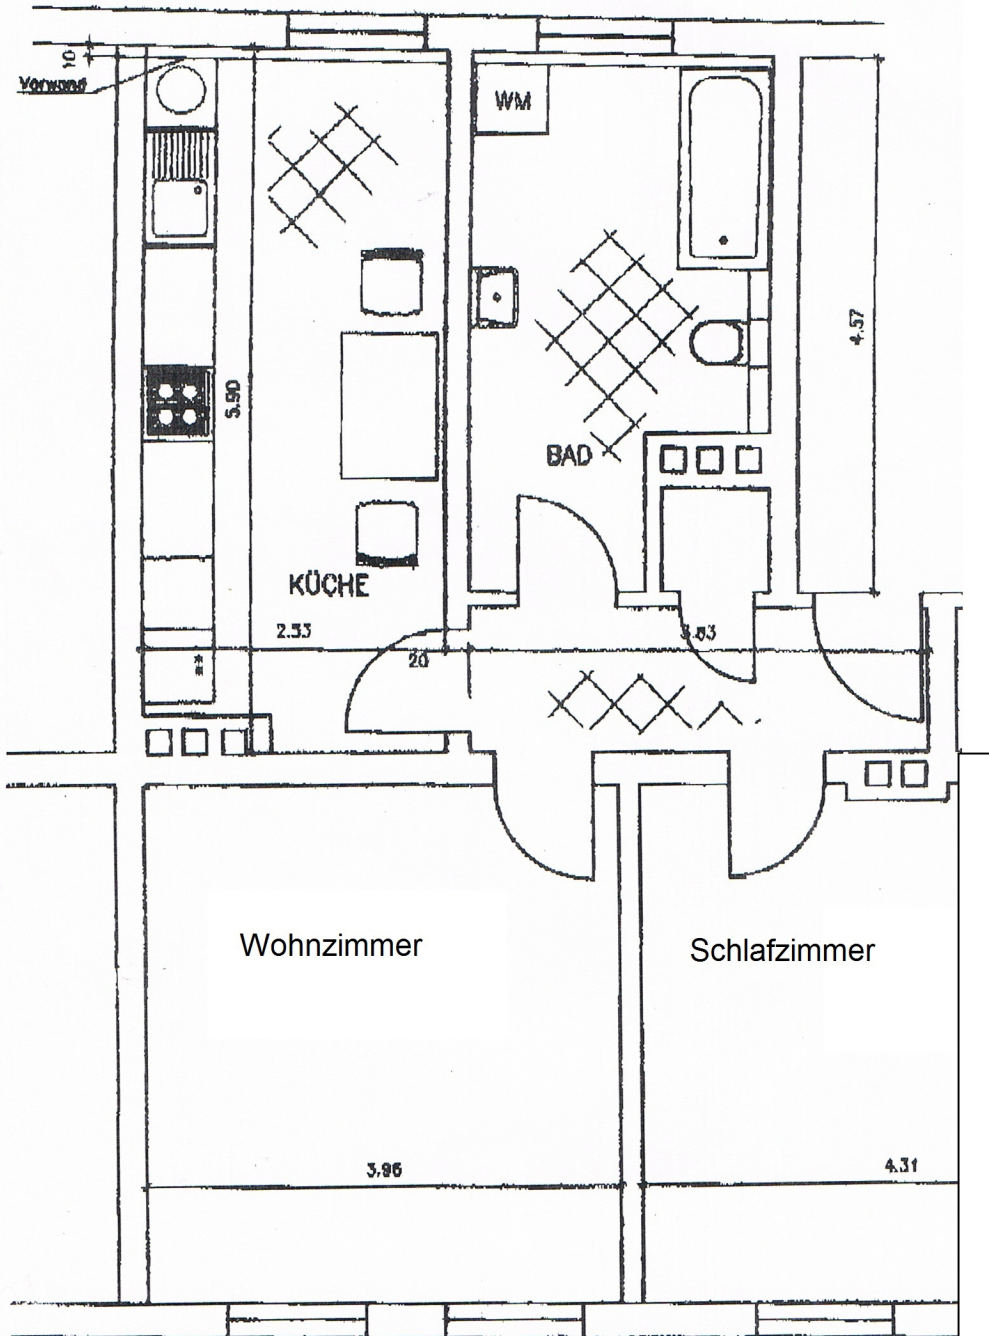 10
Vorwand
WM
4.57
5.90
BAD
KÜCHE
2.53
3.83
20
**
Wohnzimmer
Schlafzimmer
3.96
4.31